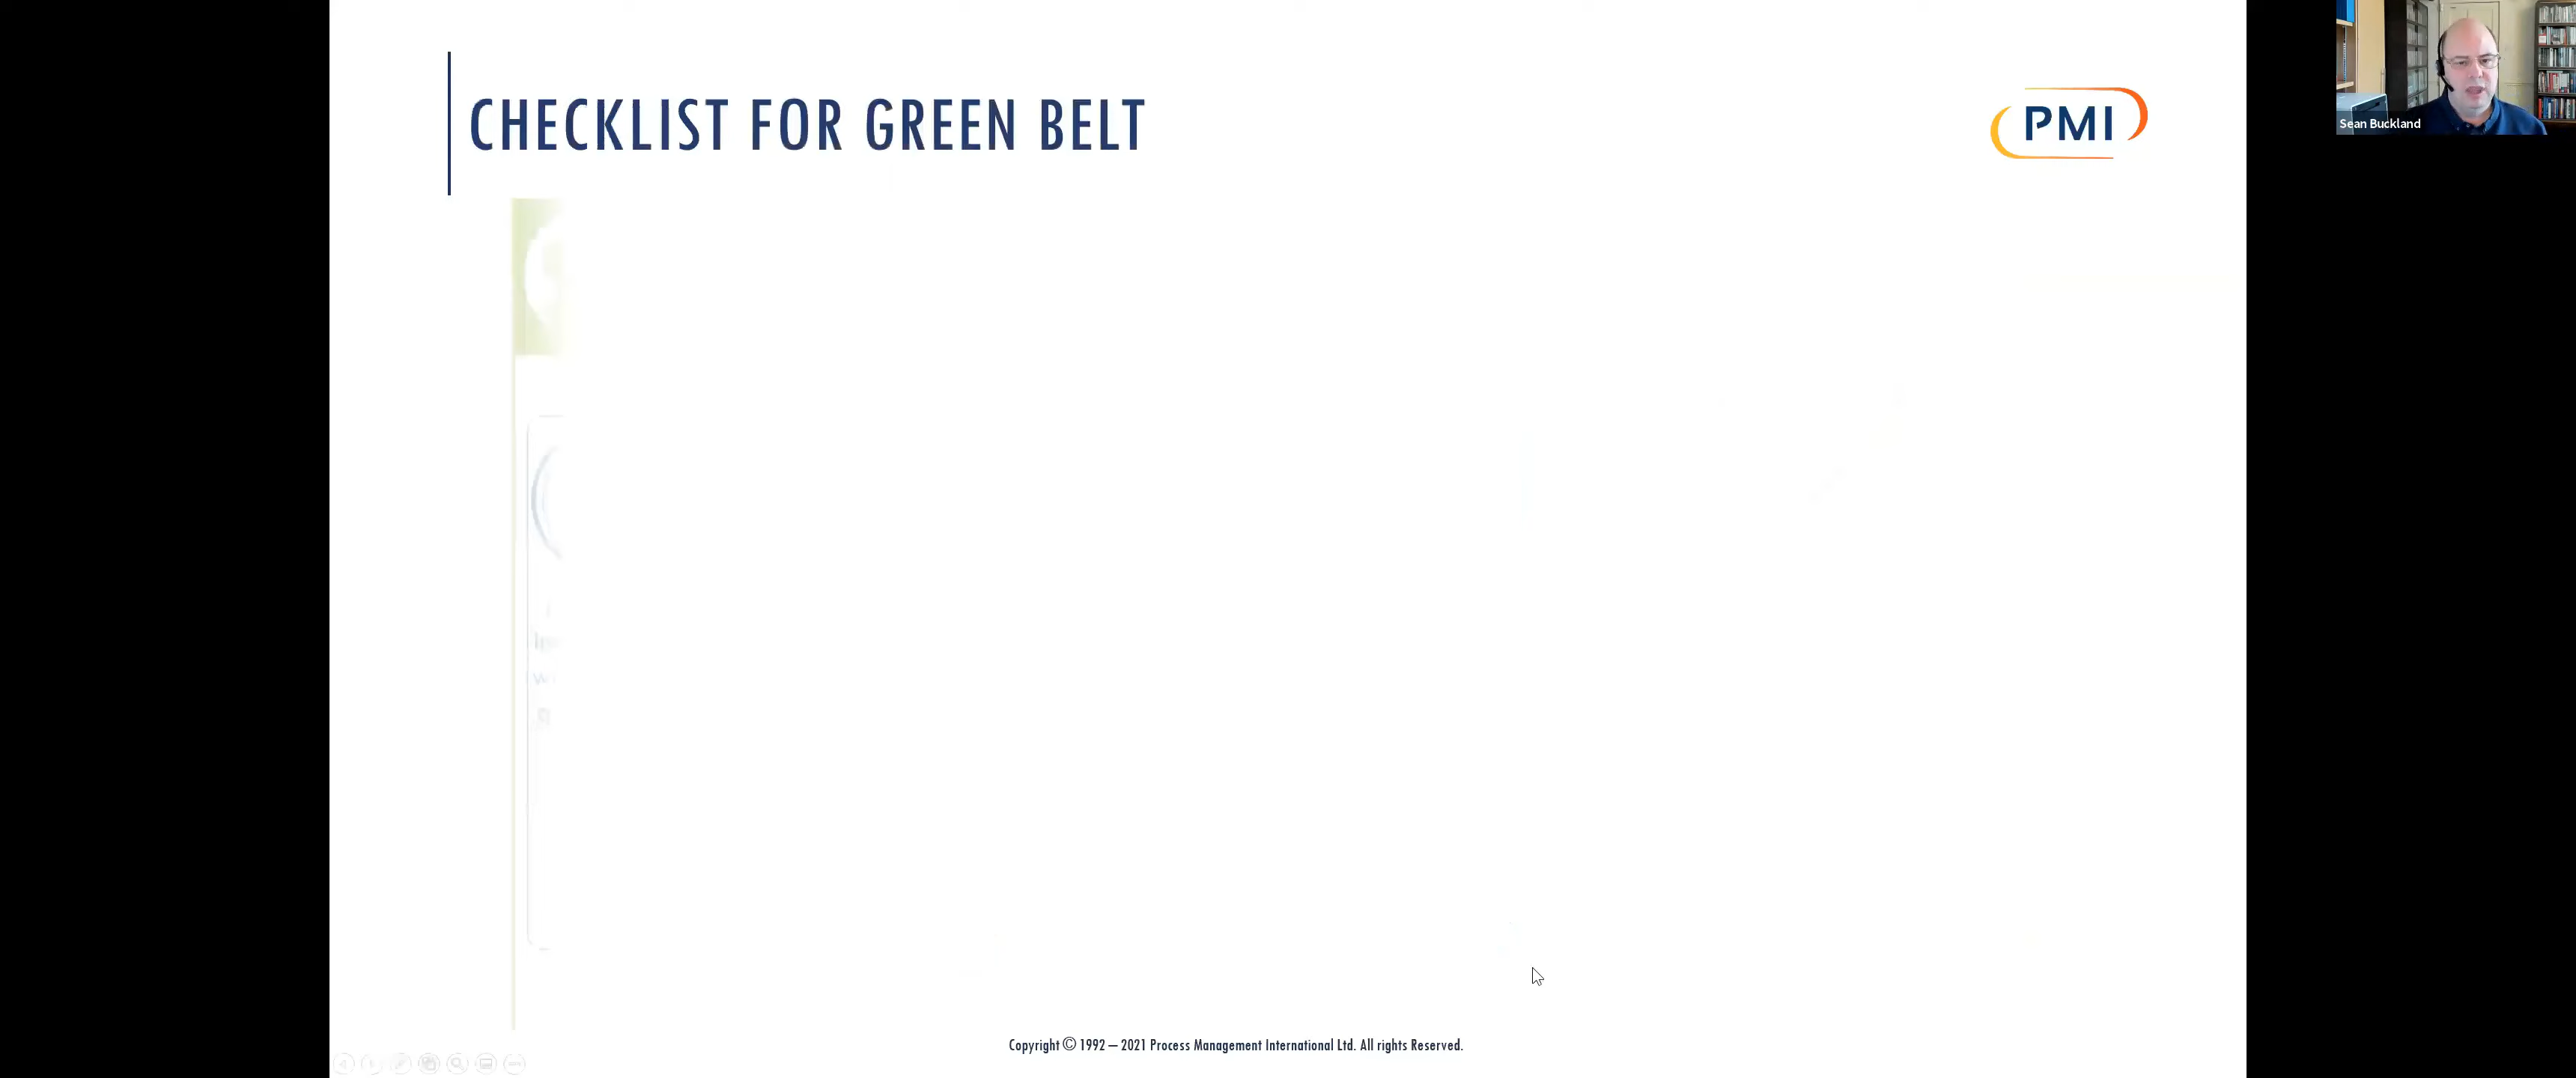 CHECKLIST FOR GREEN BELT
PMI
Sean Buckland
Copyright © 1992 – 2021 Process Management International Ltd. All rights Reserved.